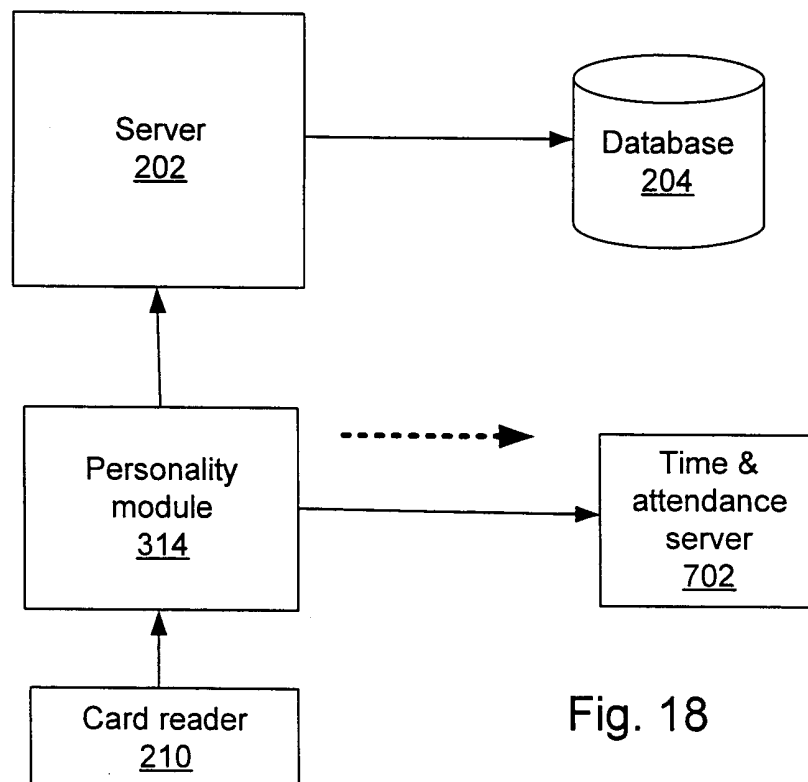 Server
202
Database
204
Personality
module
314
Time &
attendance
server
702
Card reader
210
Fig. 18